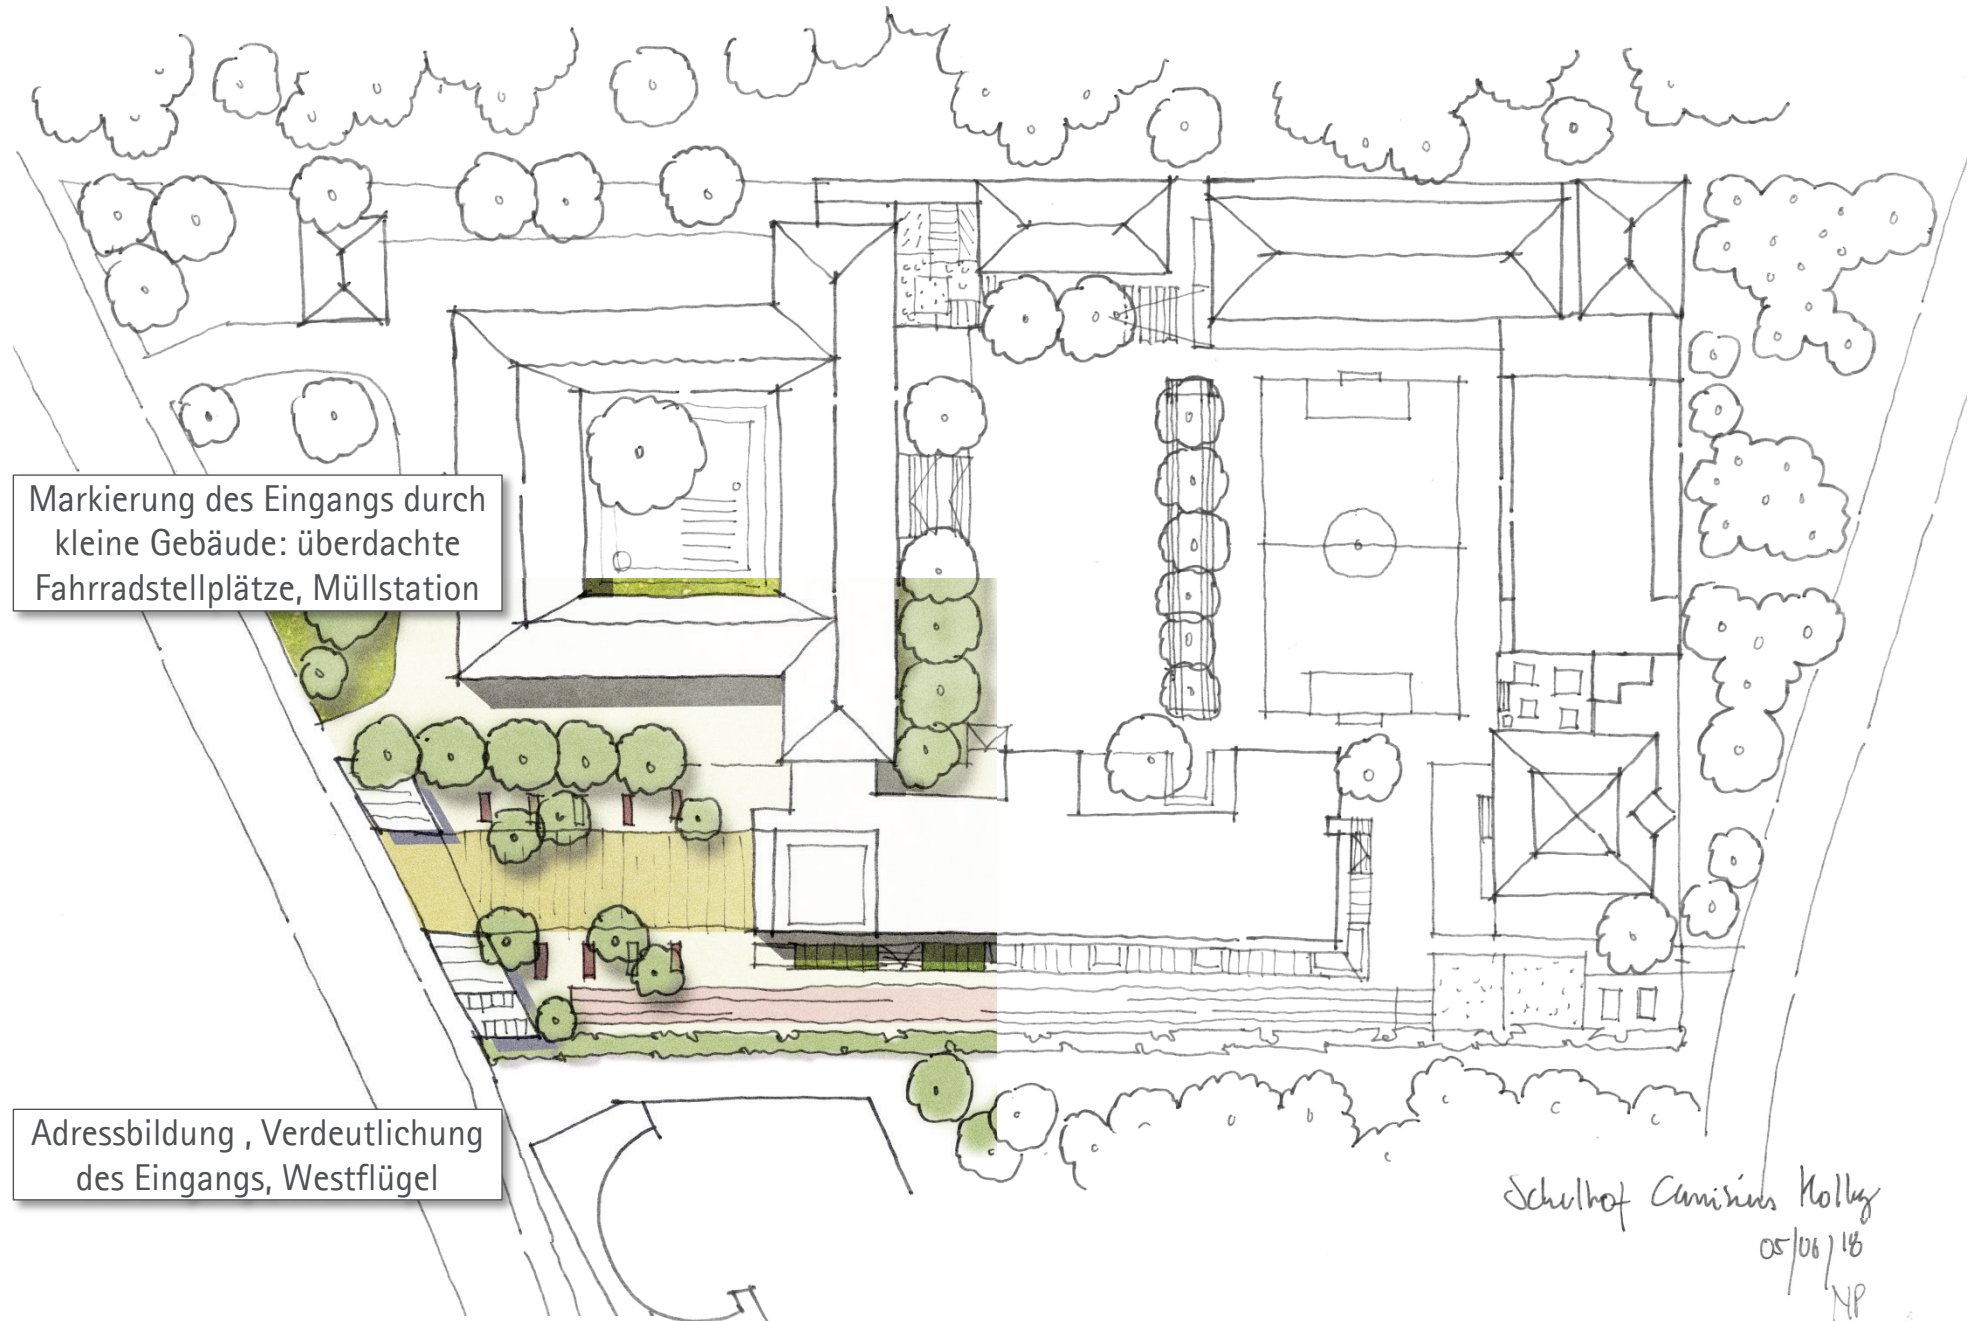 Markierung des Eingangs durch
kleine Gebäude: überdachte
Fahrradstellplätze, Müllstation
Adressbildung , Verdeutlichung
des Eingangs, Westflügel
Schulhof Canisius Kolleg
05/06/18
NP